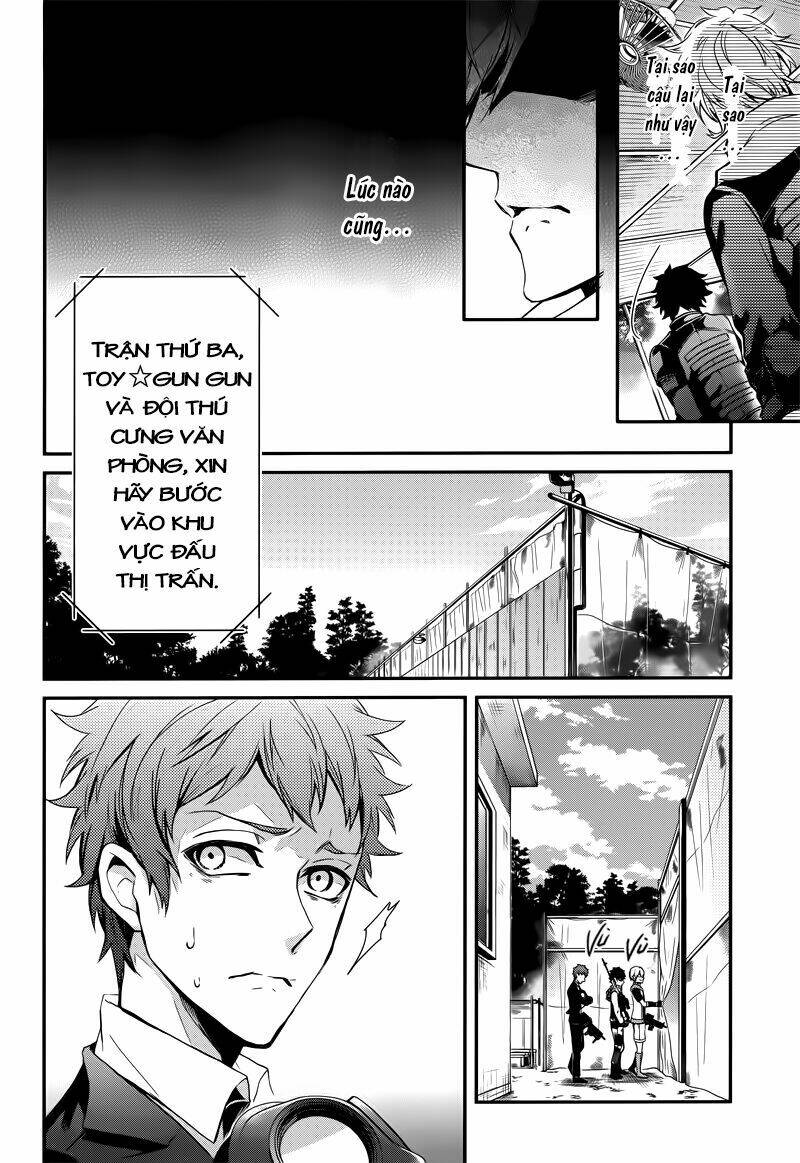 Tại
sao
...
Tại sao
cậu lại
như vậy
...
Lúc nào
cũng...
TRẬN THỨ BA,
TOY☆GUN GUN
VÀ ĐỘI THÚ
CƯNG VĂN
PHÒNG, XIN
HÃY BƯỚC
VÀO KHU
VỰC ĐẤU
THỊ TRẤN.
VÙ
VÙ